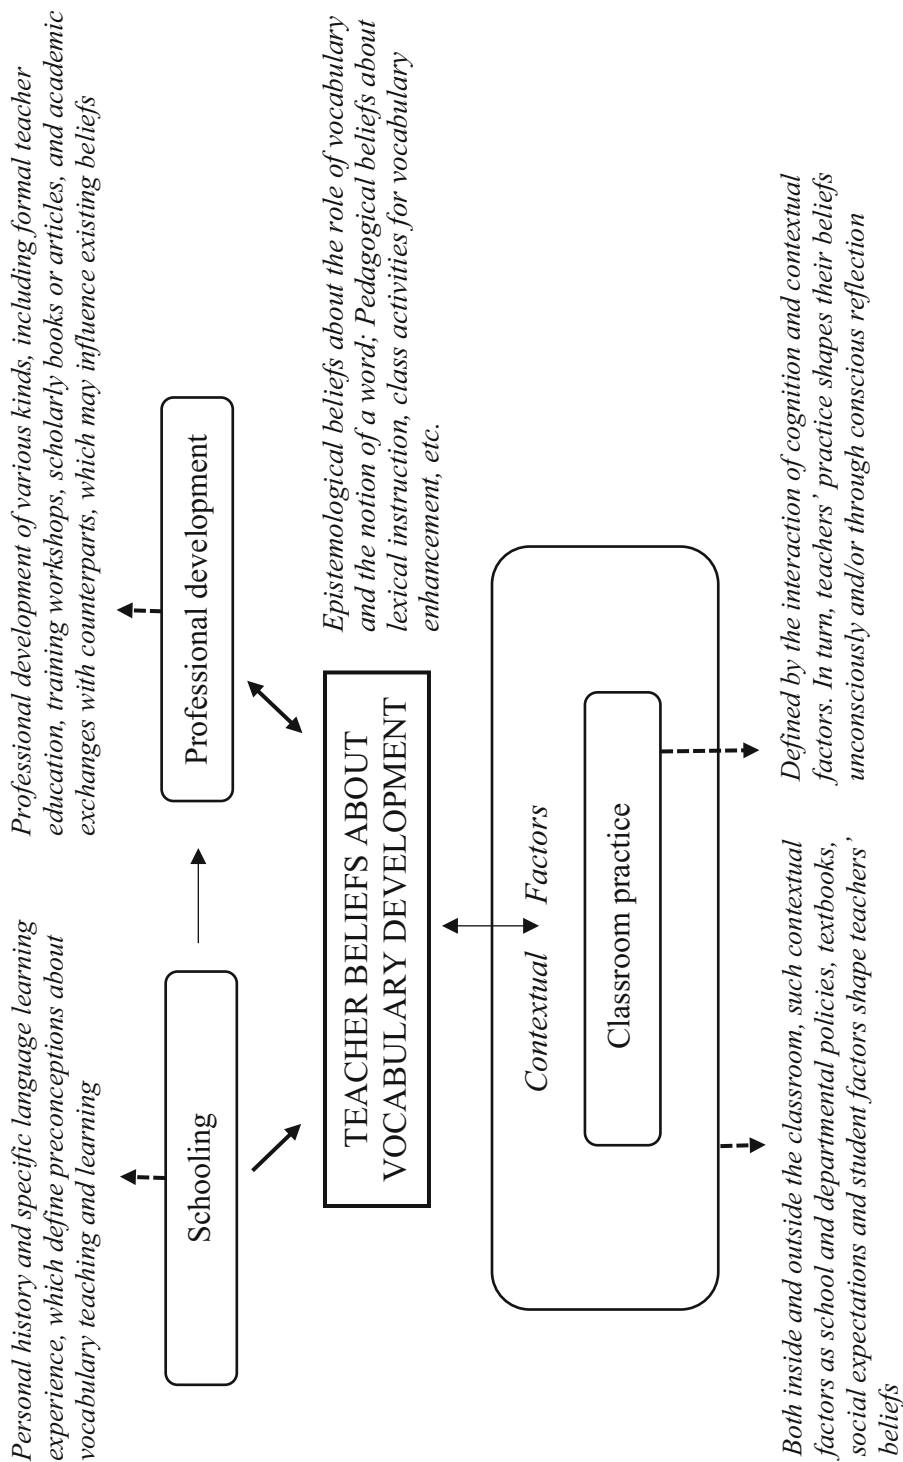 Personal history and specific language learning
experience, which define preconceptions about
vocabulary teaching and learning
Professional development of various kinds, including formal teacher
education, training workshops, scholarly books or articles, and academic
exchanges with counterparts, which may influence existing beliefs
Schooling
Professional development
TEACHER BELIEFS ABOUT
VOCABULARY DEVELOPMENT
Epistemological beliefs about the role of vocabulary
and the notion of a word; Pedagogical beliefs about
lexical instruction, class activities for vocabulary
enhancement, etc.
Contextual Factors
Classroom practice
Both inside and outside the classroom, such contextual
factors as school and departmental policies, textbooks,
social expectations and student factors shape teachers’
beliefs
Defined by the interaction of cognition and contextual
factors. In turn, teachers’ practice shapes their beliefs
unconsciously and/or through conscious reflection